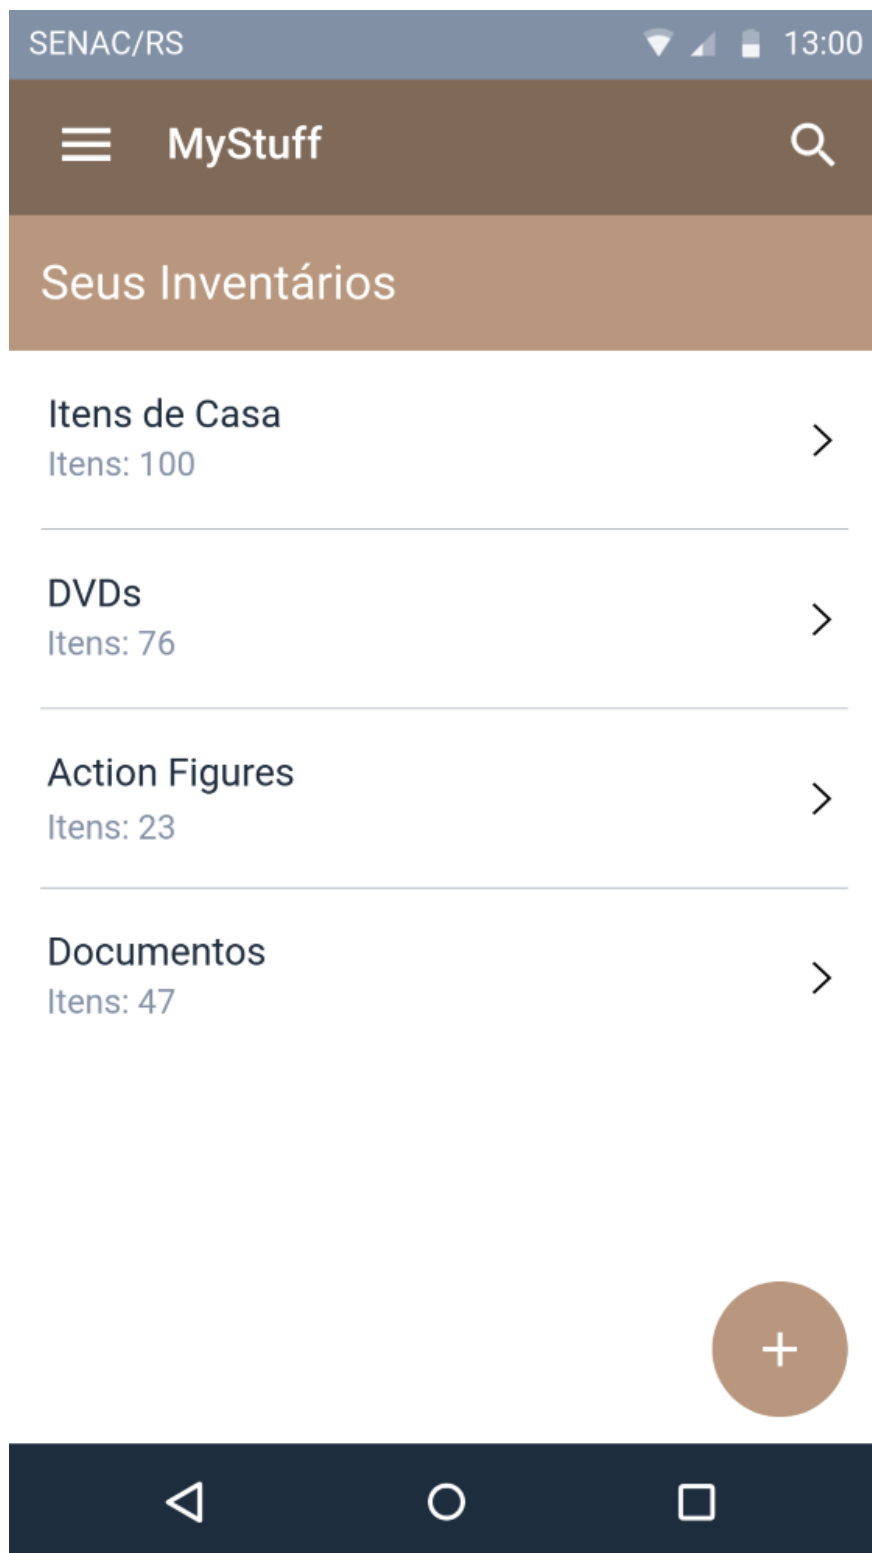 SENAC/RS 13:00
MyStuff
Seus Inventários
Itens de Casa
Itens: 100
DVDs
Itens: 76
Action Figures
Itens: 23
Documentos
Itens: 47
+